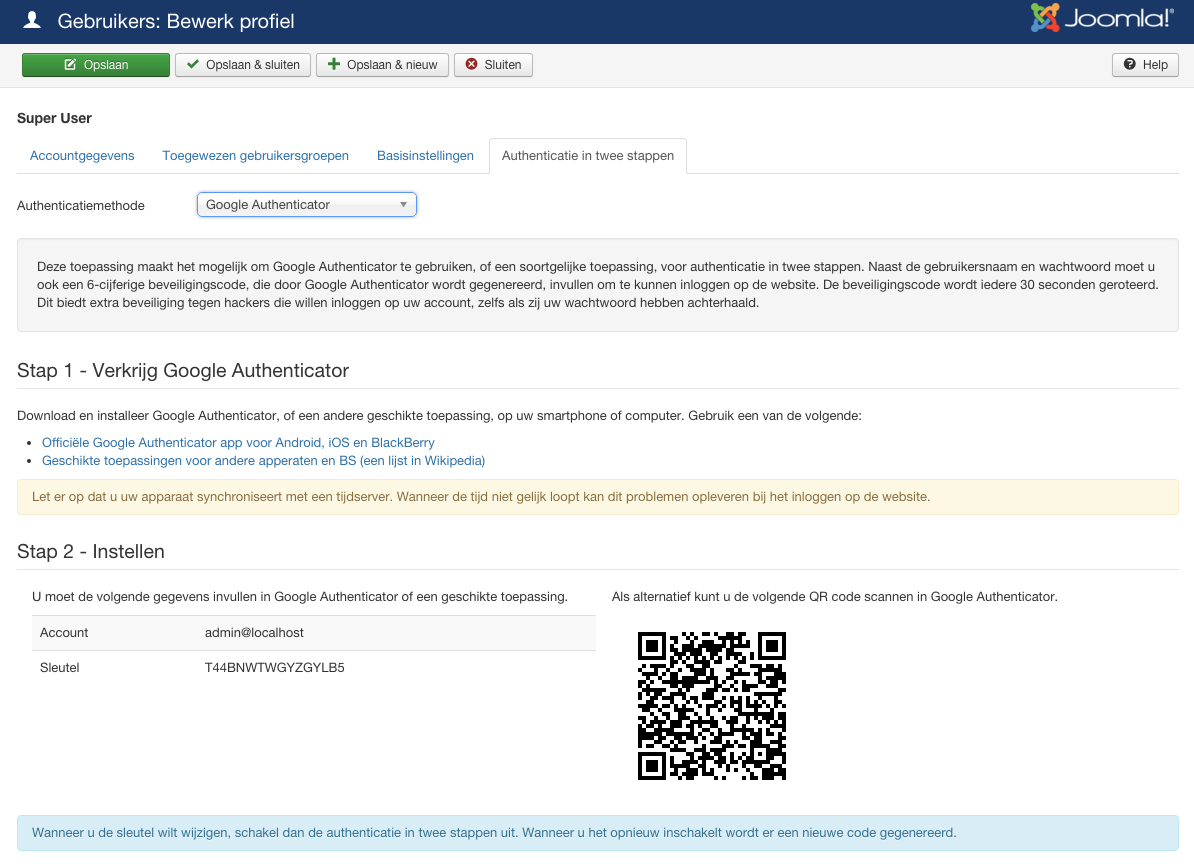 Gebruikers: Bewerk profiel
Joomla!®
Opslaan
Opslaan & sluiten
Opslaan & nieuw
Sluiten
Help
Super User
Accountgegevens
Toegewezen gebruikersgroepen
Basisinstellingen
Authenticatie in twee stappen
Authenticatiemethode
Google Authenticator
Deze toepassing maakt het mogelijk om Google Authenticator te gebruiken, of een soortgelijke toepassing, voor authenticatie in twee stappen. Naast de gebruikersnaam en wachtwoord moet u
ook een 6-cijferige beveiligingscode, die door Google Authenticator wordt gegenereerd, invullen om te kunnen inloggen op de website. De beveiligingscode wordt iedere 30 seconden geroteerd.
Dit biedt extra beveiliging tegen hackers die willen inloggen op uw account, zelfs als zij uw wachtwoord hebben achterhaald.
Stap 1 - Verkrijg Google Authenticator
Download en installeer Google Authenticator, of een andere geschikte toepassing, op uw smartphone of computer. Gebruik een van de volgende:
• Officiële Google Authenticator app voor Android, iOS en BlackBerry
• Geschikte toepassingen voor andere apperaten en BS (een lijst in Wikipedia)
Let er op dat u uw apparaat synchroniseert met een tijdserver. Wanneer de tijd niet gelijk loopt kan dit problemen opleveren bij het inloggen op de website.
Stap 2 - Instellen
U moet de volgende gegevens invullen in Google Authenticator of een geschikte toepassing.
Account admin@localhost
Sleutel T44BNWTWGYZGYLB5
Als alternatief kunt u de volgende QR code scannen in Google Authenticator.
Wanneer u de sleutel wilt wijzigen, schakel dan de authenticatie in twee stappen uit. Wanneer u het opnieuw inschakelt wordt er een nieuwe code gegenereerd.